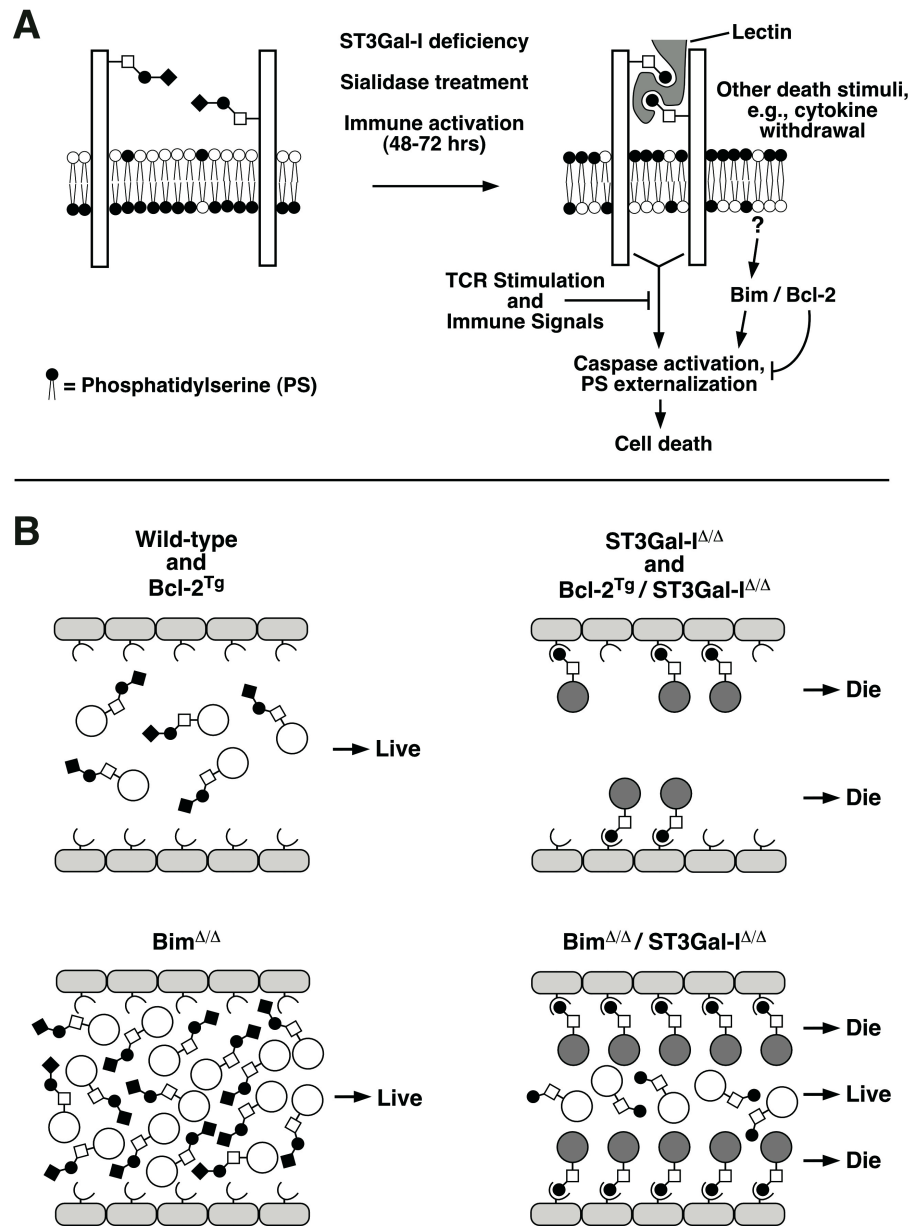 A
ST3Gal-I deficiency
Sialidase treatment
Immune activation
(48-72 hrs)
Lectin
Other death stimuli,
e.g., cytokine
withdrawal
?
TCR Stimulation
and
Immune Signals
Bim / Bcl-2
Caspase activation,
PS externalization
Cell death
= Phosphatidylserine (PS)
B
Wild-type
and
Bcl-2ᵀᵍ
Live
ST3Gal-IΔ/Δ
and
Bcl-2ᵀᵍ / ST3Gal-IΔ/Δ
Die
Die
BimΔ/Δ
Live
BimΔ/Δ / ST3Gal-IΔ/Δ
Die
Live
Die